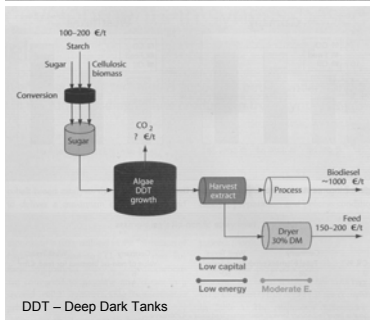 100–200 €/t
Starch
Sugar
Cellulosic
biomass
Conversion
Sugar
CO2
? €/t
Algae
DDT
growth
Harvest
extract
Process
Biodiesel
~1000 €/t
Feed
150–200 €/t
Dryer
30% DM
Low capital
Low energy
Moderate E.
DDT – Deep Dark Tanks